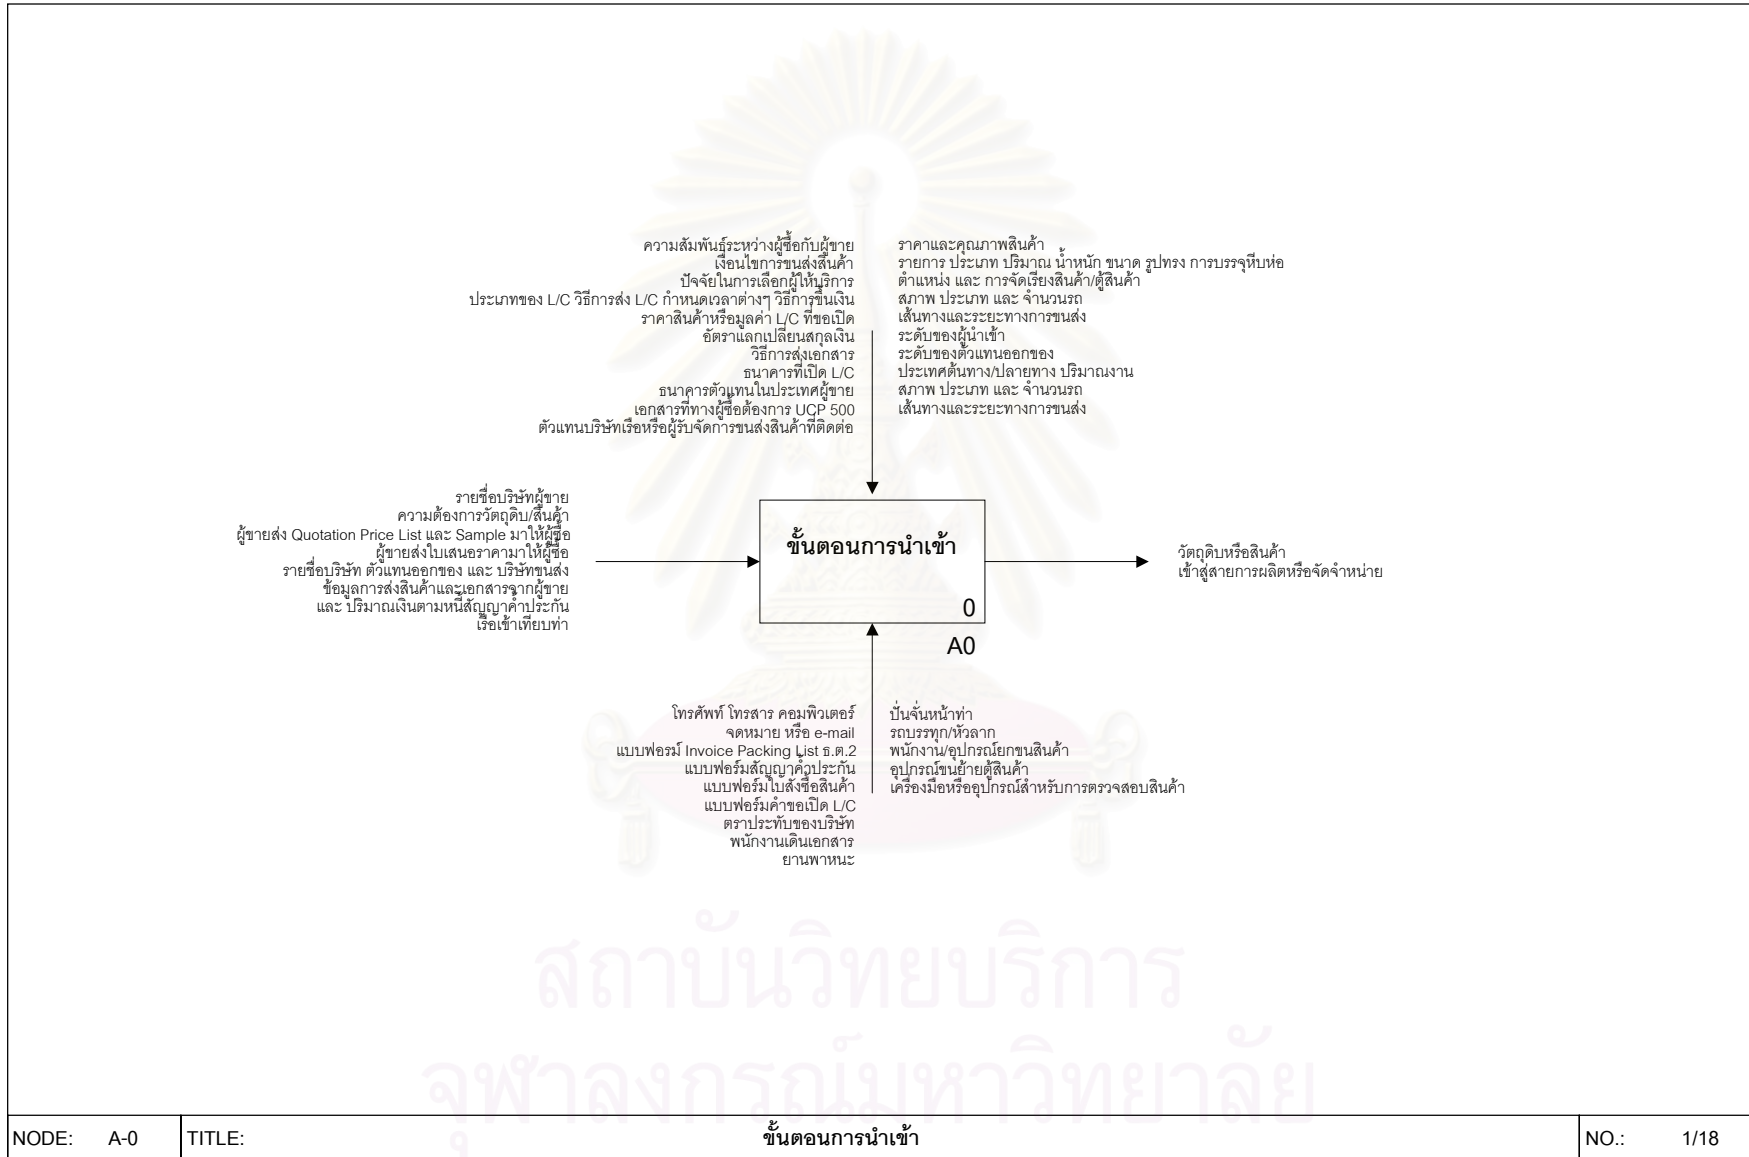 ความสัมพันธ์ระหว่างผู้ซื้อกับผู้ขาย
เงื่อนไขการขนส่งสินค้า
ปัจจัยในการเลือกผู้ให้บริการ
ประเภทของ L/C วิธีการส่ง L/C กำหนดเวลาต่างๆ วิธีการขึ้นเงิน
ราคาสินค้าหรือมูลค่า L/C ที่ขอเปิด
อัตราแลกเปลี่ยนสกุลเงิน
วิธีการส่งเอกสาร
ธนาคารที่เปิด L/C
ธนาคารตัวแทนในประเทศผู้ขาย
เอกสารที่ทางผู้ซื้อต้องการ UCP 500
ตัวแทนบริษัทเรือหรือผู้รับจัดการขนส่งสินค้าที่ติดต่อ
ราคาและคุณภาพสินค้า
รายการ ประเภท ปริมาณ น้ำหนัก ขนาด รูปทรง การบรรจุหีบห่อ
ตำแหน่ง และ การจัดเรียงสินค้า/ตู้สินค้า
สภาพ ประเภท และ จำนวนรถ
เส้นทางและระยะทางการขนส่ง
ระดับของผู้นำเข้า
ระดับของตัวแทนออกของ
ประเทศต้นทาง/ปลายทาง ปริมาณงาน
สภาพ ประเภท และ จำนวนรถ
เส้นทางและระยะทางการขนส่ง
รายชื่อบริษัทผู้ขาย
ความต้องการวัตถุดิบ/สินค้า
ผู้ขายส่ง Quotation Price List และ Sample มาให้ผู้ซื้อ
ผู้ขายส่งใบเสนอราคามาให้ผู้ซื้อ
รายชื่อบริษัท ตัวแทนออกของ และ บริษัทขนส่ง
ข้อมูลการส่งสินค้าและเอกสารจากผู้ขาย
และ ปริมาณเงินตามหนี้สัญญาค้ำประกัน
เรือเข้าเทียบท่า
ขั้นตอนการนำเข้า
0
A0
วัตถุดิบหรือสินค้า
เข้าสู่สายการผลิตหรือจัดจำหน่าย
โทรศัพท์ โทรสาร คอมพิวเตอร์
จดหมาย หรือ e-mail
แบบฟอรม์ Invoice Packing List ธ.ต.2
แบบฟอร์มสัญญาค้ำประกัน
แบบฟอร์มใบสั่งซื้อสินค้า
แบบฟอร์มคำขอเปิด L/C
ตราประทับของบริษัท
พนักงานเดินเอกสาร
ยานพาหนะ
ปั่นจั่นหน้าท่า
รถบรรทุก/หัวลาก
พนักงาน/อุปกรณ์ยกขนสินค้า
อุปกรณ์ขนย้ายตู้สินค้า
เครื่องมือหรืออุปกรณ์สำหรับการตรวจสอบสินค้า
สถาบันวิทยบริการ
จุฬาลงกรณ์มหาวิทยาลัย
NODE: A-0 TITLE: ขั้นตอนการนำเข้า NO.: 1/18